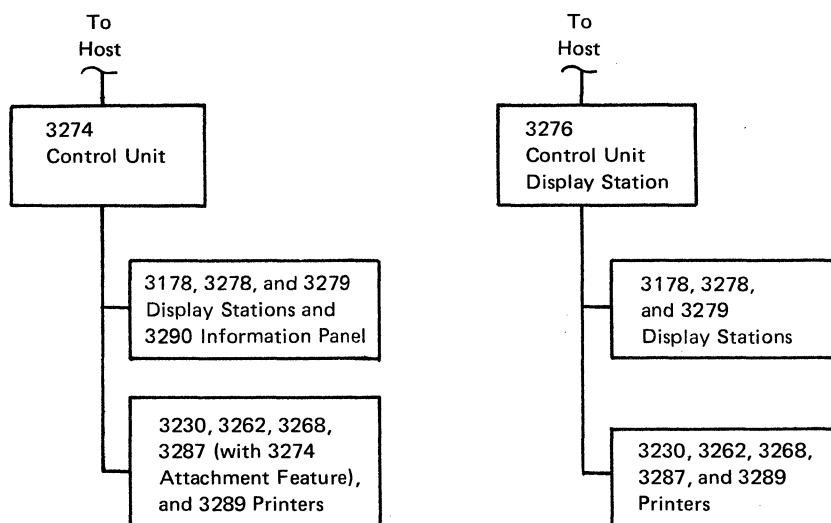 To
Host
3274
Control Unit
3178, 3278, and 3279
Display Stations and
3290 Information Panel
3230, 3262, 3268,
3287 (with 3274
Attachment Feature),
and 3289 Printers
To
Host
3276
Control Unit
Display Station
3178, 3278,
and 3279
Display Stations
3230, 3262, 3268,
3287, and 3289
Printers